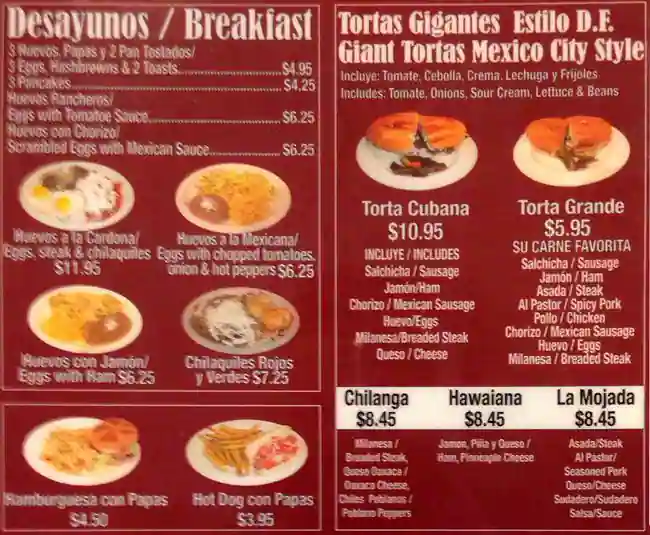 Desayunos / Breakfast
3 Huevos, Papas y 2 Pan Tostados/
3 Eggs, Hashbrowns & 2 Toasts.......$4.95
3 Pancakes.......$4.25
Huevos Rancheros/
Eggs with Tomatoe Sauce.......$6.25
Huevos con Chorizo/
Scrambled Eggs with Mexican Sauce.......$6.25
Huevos a la Cardona/
Eggs, steak & chilaquiles
$11.95
Huevos a la Mexicana/
Eggs with chopped tomatoes,
onion & hot peppers $6.25
Huevos con Jamón/
Eggs with Ham $6.25
Chilaquiles Rojos
y Verdes $7.25
Hamburguesa con Papas
$4.50
Hot Dog con Papas
$3.95
Tortas Gigantes Estilo D.F.
Giant Tortas Mexico City Style
Incluye: Tomate, Cebolla, Crema, Lechuga y Frijoles
Includes: Tomate, Onions, Sour Cream, Lettuce & Beans
Torta Cubana
$10.95
INCLUYE / INCLUDES
Salchicha / Sausage
Jamón/Ham
Chorizo / Mexican Sausage
Huevo/Eggs
Milanesa/Breaded Steak
Queso / Cheese
Torta Grande
$5.95
SU CARNE FAVORITA
Salchicha / Sausage
Jamón / Ham
Asada / Steak
Al Pastor / Spicy Pork
Pollo / Chicken
Chorizo / Mexican Sausage
Huevo / Eggs
Milanesa / Breaded Steak
Chilanga
$8.45
Milanesa /
Breaded Steak,
Queso Oaxaca /
Oaxaca Cheese,
Chiles Poblanos /
Poblano Peppers
Hawaiana
$8.45
Jamon, Piña y Queso /
Ham, Pinneaple Cheese
La Mojada
$8.45
Asada/Steak
Al Pastor/
Seasoned Pork
Queso/Cheese
Sudadero/Sudadero
Salsa/Sauce